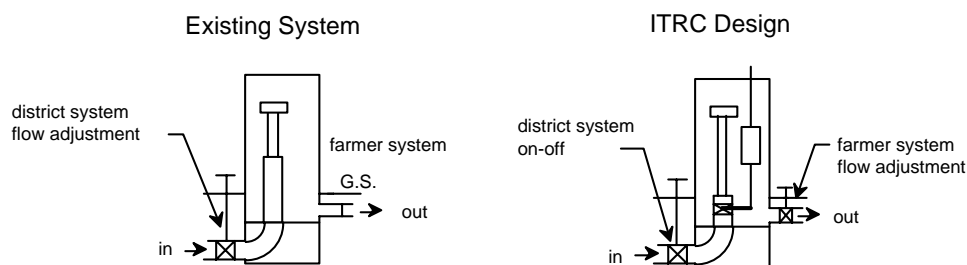 Existing System
district system
flow adjustment
farmer system
G.S.
out
in
ITRC Design
district system
on-off
farmer system
flow adjustment
out
in